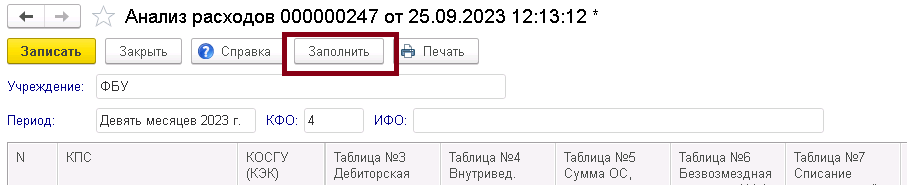 Анализ расходов 000000247 от 25.09.2023 12:13:12 *
Записать Закрыть ? Справка Заполнить Печать
Учреждение: ФБУ
Период: Девять месяцев 2023 г. КФО: 4 ИФО:
N КПС КОСГУ Таблица №3 Таблица №4 Таблица №5 Таблица №6 Таблица №7
(КЭК) Дебиторская Внутривед. Сумма ОС, Безвозмездная Списание